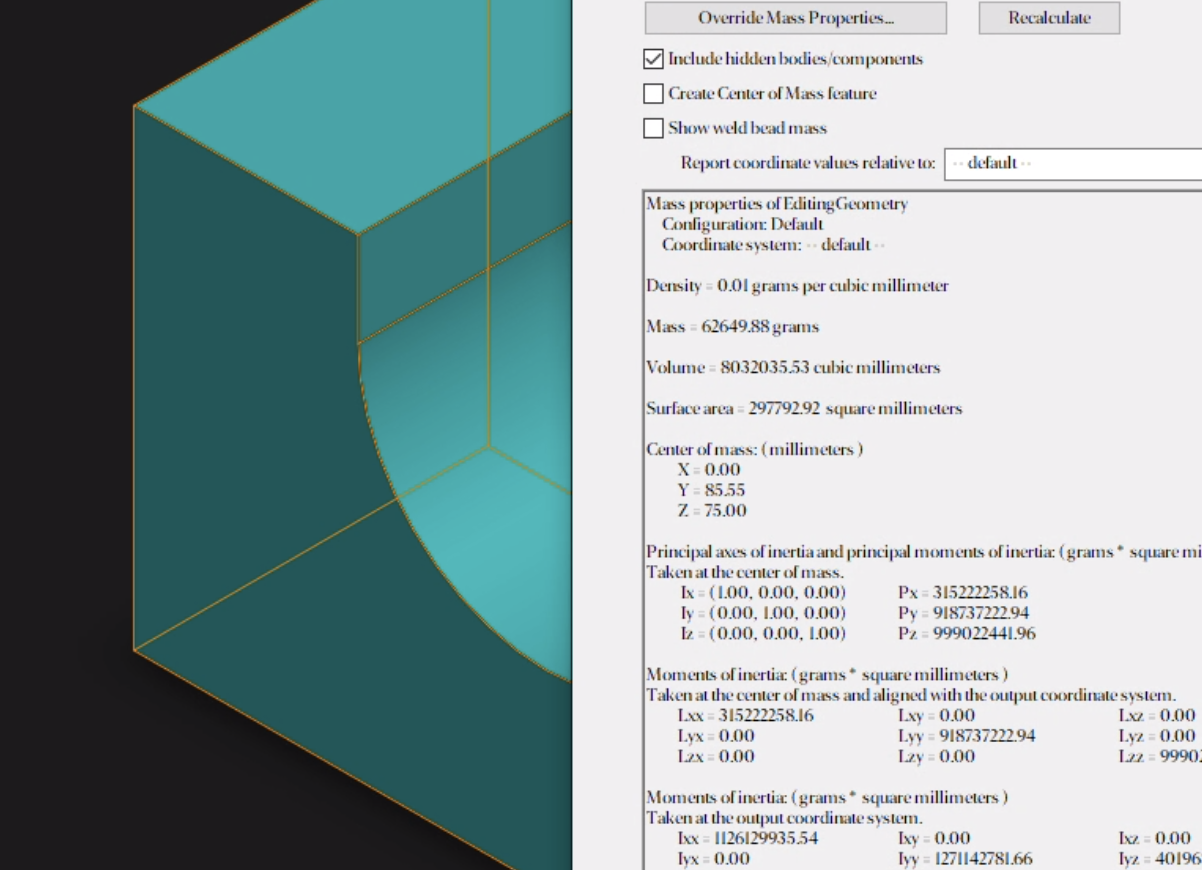 Override Mass Properties... Recalculate
Include hidden bodies/components
Create Center of Mass feature
Show weld bead mass
Report coordinate values relative to: -- default --
Mass properties of EditingGeometry
Configuration: Default
Coordinate system: -- default --
Density = 0.01 grams per cubic millimeter
Mass = 62649.88 grams
Volume = 8032035.53 cubic millimeters
Surface area = 297792.92 square millimeters
Center of mass: ( millimeters )
X = 0.00
Y = 85.55
Z = 75.00
Principal axes of inertia and principal moments of inertia: ( grams * square mi
Taken at the center of mass.
Ix = (1.00, 0.00, 0.00) Px = 315222258.16
Iy = (0.00, 1.00, 0.00) Py = 918737222.94
Iz = (0.00, 0.00, 1.00) Pz = 999022441.96
Moments of inertia: ( grams * square millimeters )
Taken at the center of mass and aligned with the output coordinate system.
Lxx = 315222258.16 Lxy = 0.00 Lxz = 0.00
Lyx = 0.00 Lyy = 918737222.94 Lyz = 0.00
Lzx = 0.00 Lzy = 0.00 Lzz = 99902
Moments of inertia: ( grams * square millimeters )
Taken at the output coordinate system.
Ixx = 1126129935.54 Ixy = 0.00 Ixz = 0.00
Iyx = 0.00 Iyy = 1271142781.66 Iyz = 40196